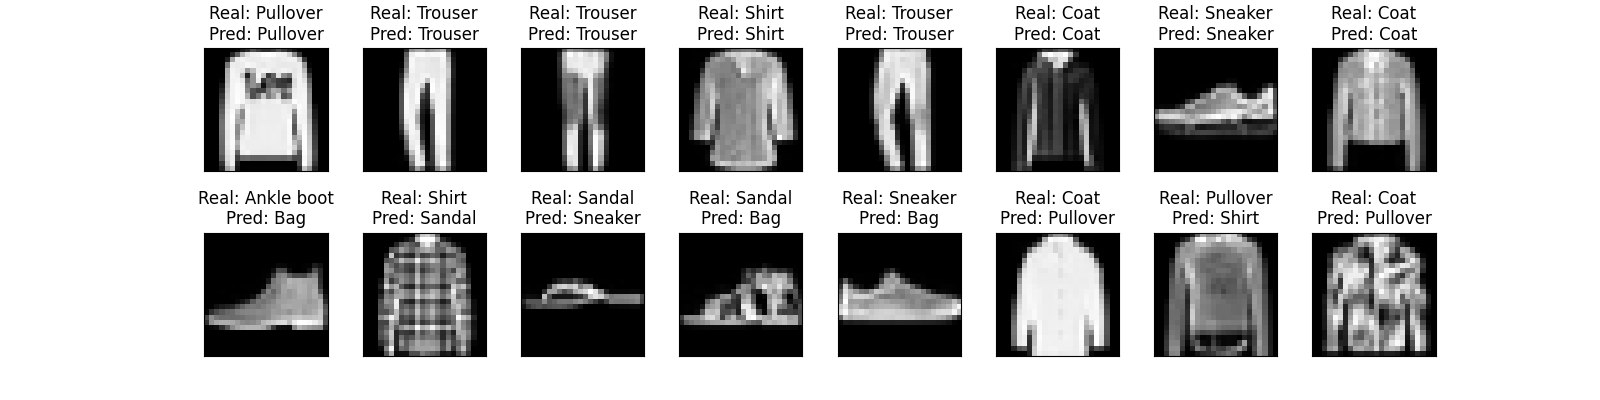 Real: Pullover Real: Trouser Real: Trouser Real: Shirt Real: Trouser Real: Coat Real: Sneaker Real: Coat
Pred: Pullover Pred: Trouser Pred: Trouser Pred: Shirt Pred: Trouser Pred: Coat Pred: Sneaker Pred: Coat
Lee
Real: Ankle boot Real: Shirt Real: Sandal Real: Sandal Real: Sneaker Real: Coat Real: Pullover Real: Coat
Pred: Bag Pred: Sandal Pred: Sneaker Pred: Bag Pred: Bag Pred: Pullover Pred: Shirt Pred: Pullover